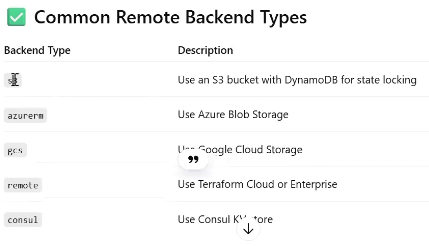 ✅ Common Remote Backend Types
Backend Type Description
s3 Use an S3 bucket with DynamoDB for state locking
azurerm Use Azure Blob Storage
gcs Use Google Cloud Storage
remote Use Terraform Cloud or Enterprise
consul Use Consul KV store